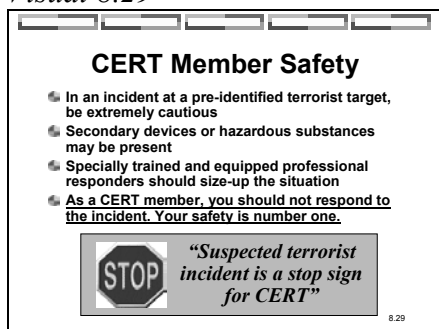 Visual 8.29
CERT Member Safety
In an incident at a pre-identified terrorist target,
be extremely cautious
Secondary devices or hazardous substances
may be present
Specially trained and equipped professional
responders should size-up the situation
As a CERT member, you should not respond to
the incident. Your safety is number one.
STOP
“Suspected terrorist
incident is a stop sign
for CERT”
8.29